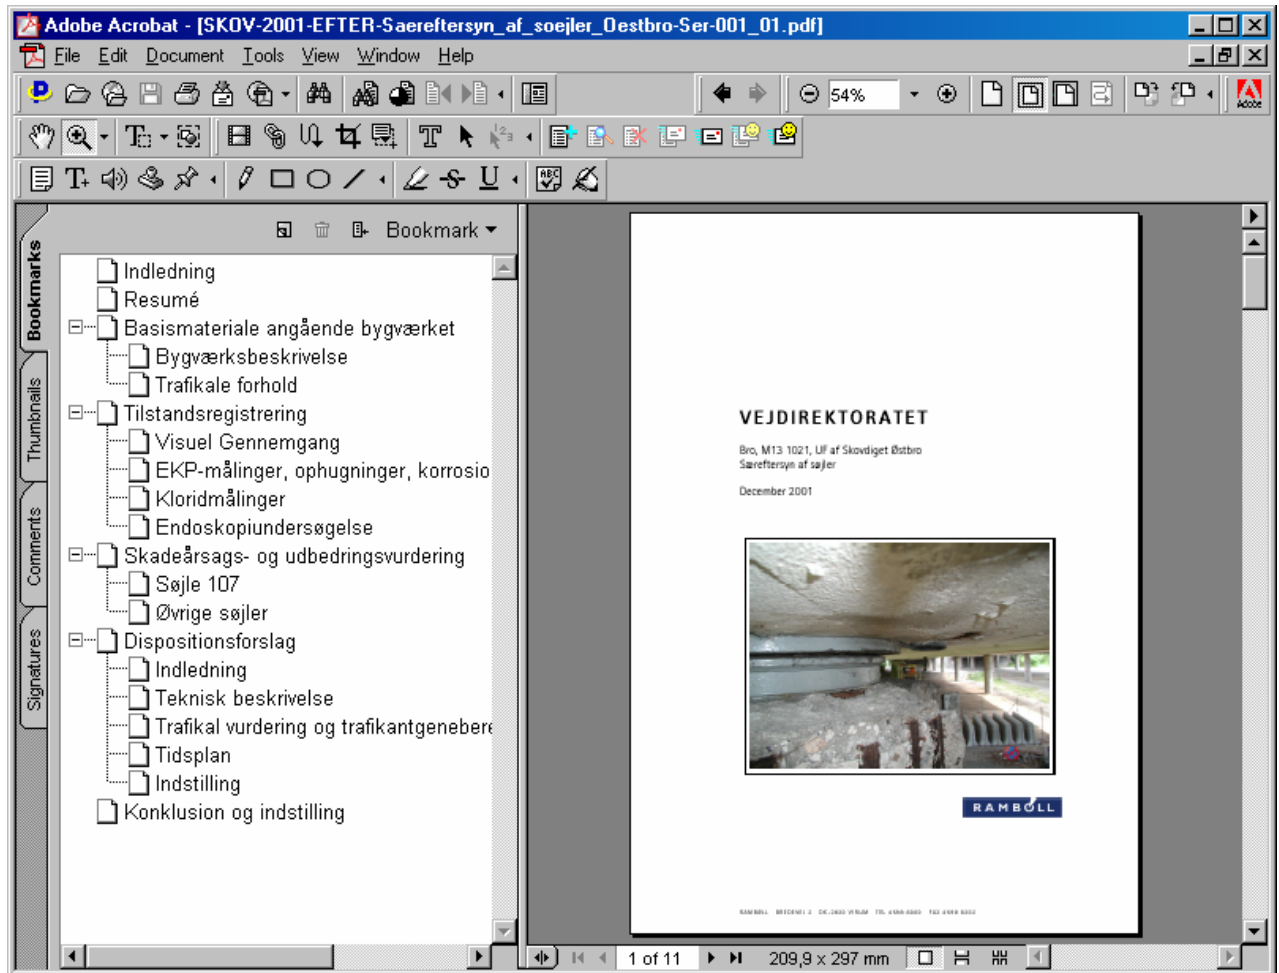 Adobe Acrobat - [SKOV-2001-EFTER-Saereftersyn_af_soejler_Oestbro-Ser-001_01.pdf]
File Edit Document Tools View Window Help
54%
Adobe
Bookmark
Bookmarks
Thumbnails
Comments
Signatures
Indledning
Resumé
Basismateriale angående bygværket
Bygværksbeskrivelse
Trafikale forhold
Tilstandsregistrering
Visuel Gennemgang
EKP-målinger, ophugninger, korrosio
Kloridmålinger
Endoskopiundersøgelse
Skadeårsags- og udbedringsvurdering
Søjle 107
Øvrige søjler
Dispositionsforslag
Indledning
Teknisk beskrivelse
Trafikal vurdering og trafikantgenebere
Tidsplan
Indstilling
Konklusion og indstilling
VEJDIREKTORATET
Bro, M13 1021, UF af Skovdiget Østbro
Særeftersyn af søjler
December 2001
RAMBØLL
1 of 11
209,9 x 297 mm